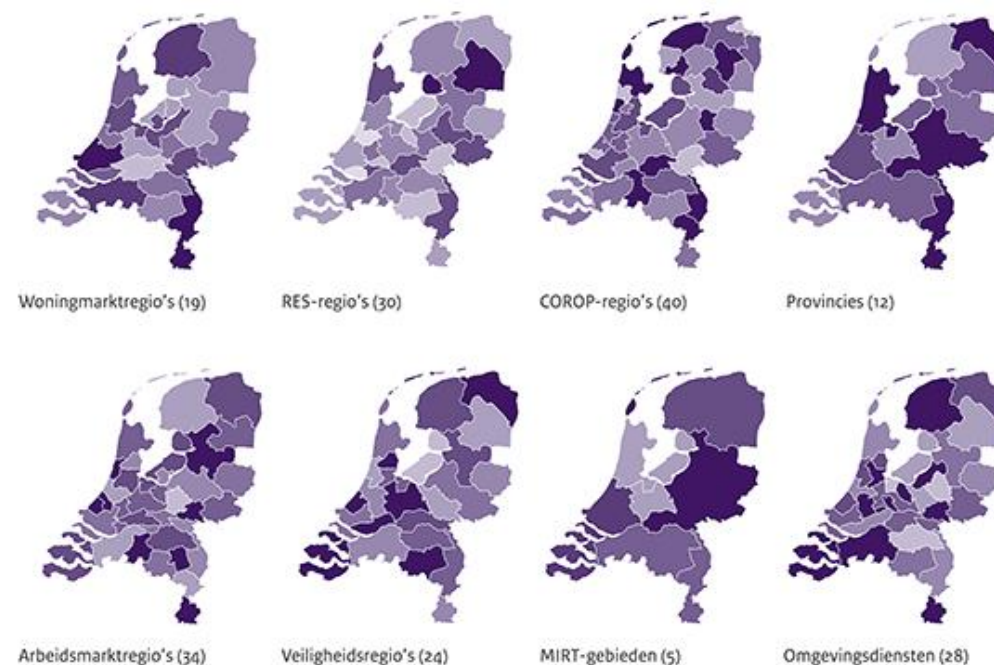 Woningmarktregio's (19)
RES-regio's (30)
COROP-regio's (40)
Provincies (12)
Arbeidsmarktregio's (34)
Veiligheidsregio's (24)
MIRT-gebieden (5)
Omgevingsdiensten (28)